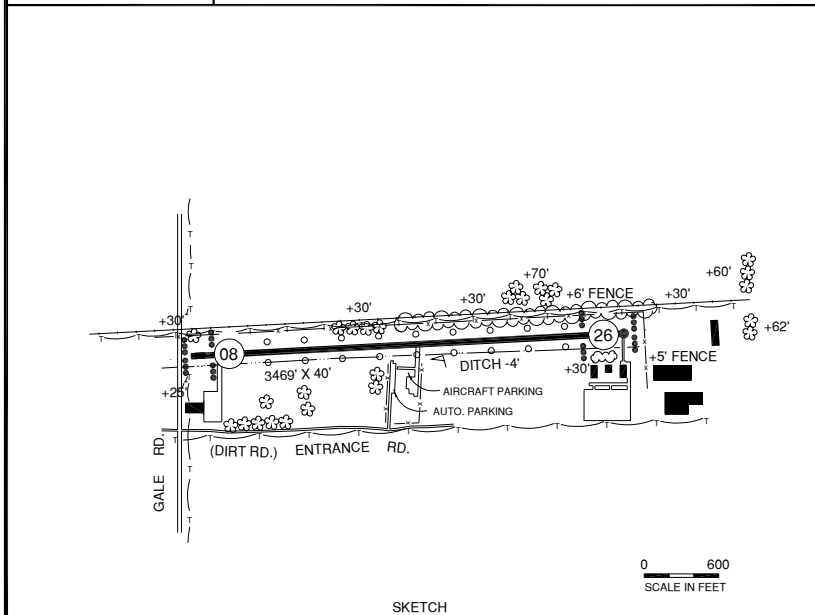 +70'
+60'
+30'
+30'
+30'
+6' FENCE
+30'
+62'
08
26
+5' FENCE
3469' X 40'
DITCH -4'
+30'
+25'
AIRCRAFT PARKING
AUTO. PARKING
(DIRT RD.) ENTRANCE RD.
GALE RD.
0 600
SCALE IN FEET
SKETCH